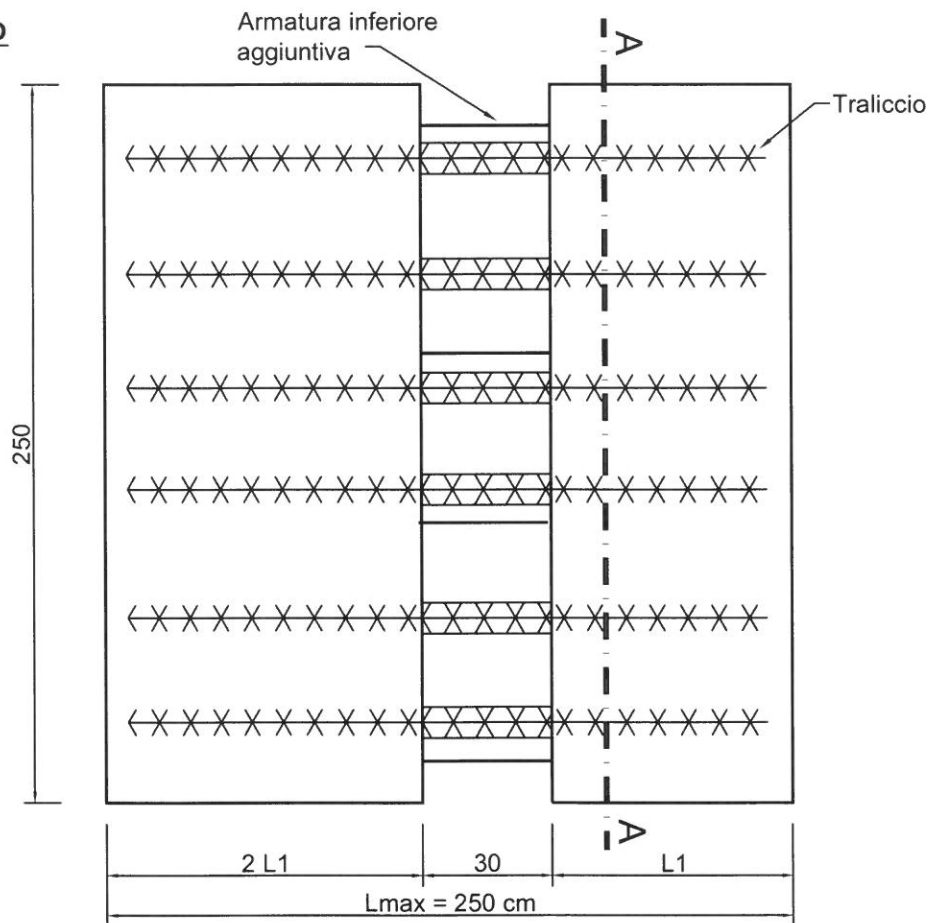 Armatura inferiore
aggiuntiva
A
Traliccio
250
A
2 L1
30
L1
Lmax = 250 cm